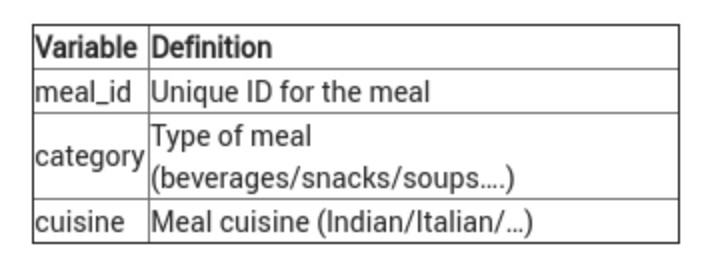 Variable Definition
meal_id Unique ID for the meal
category Type of meal
(beverages/snacks/soups....)
cuisine Meal cuisine (Indian/Italian/...)